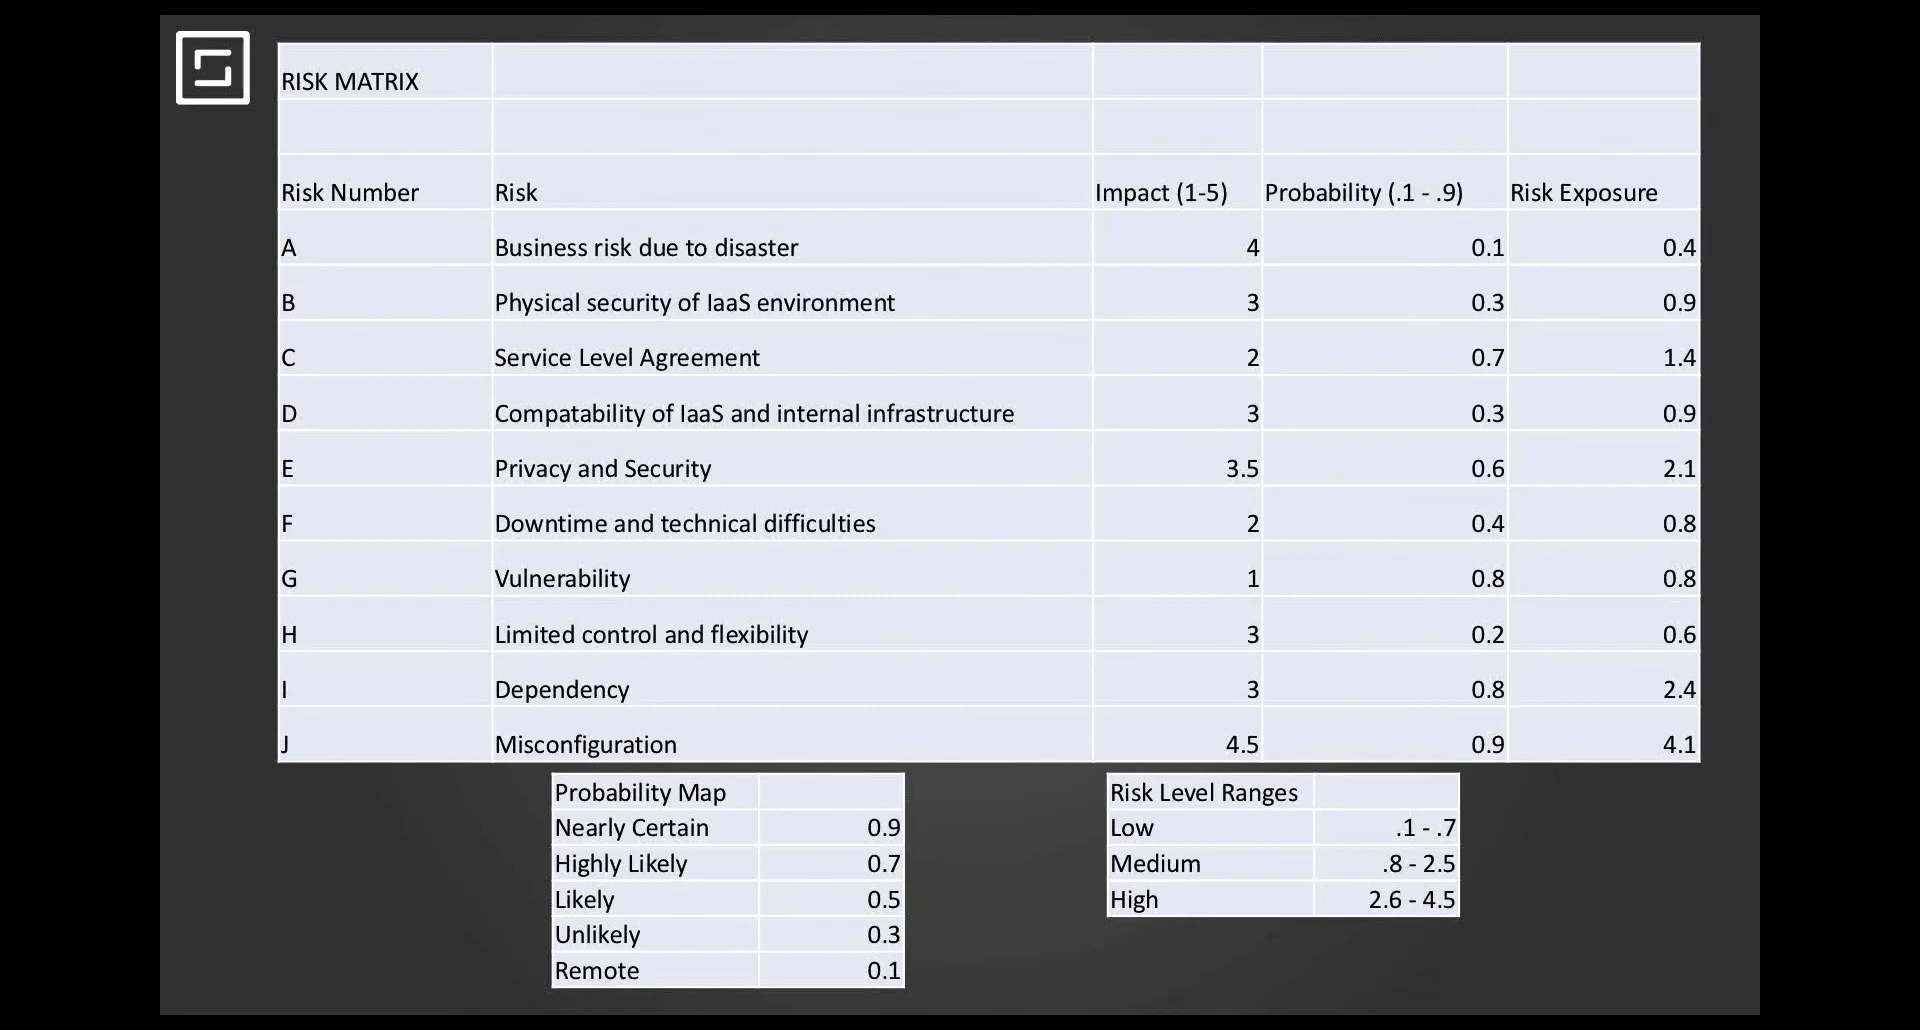 RISK MATRIX
Risk Number Risk Impact (1-5) Probability (.1 - .9) Risk Exposure
A Business risk due to disaster 4 0.1 0.4
B Physical security of IaaS environment 3 0.3 0.9
C Service Level Agreement 2 0.7 1.4
D Compatability of IaaS and internal infrastructure 3 0.3 0.9
E Privacy and Security 3.5 0.6 2.1
F Downtime and technical difficulties 2 0.4 0.8
G Vulnerability 1 0.8 0.8
H Limited control and flexibility 3 0.2 0.6
I Dependency 3 0.8 2.4
J Misconfiguration 4.5 0.9 4.1
Probability Map
Nearly Certain 0.9
Highly Likely 0.7
Likely 0.5
Unlikely 0.3
Remote 0.1
Risk Level Ranges
Low .1 - .7
Medium .8 - 2.5
High 2.6 - 4.5